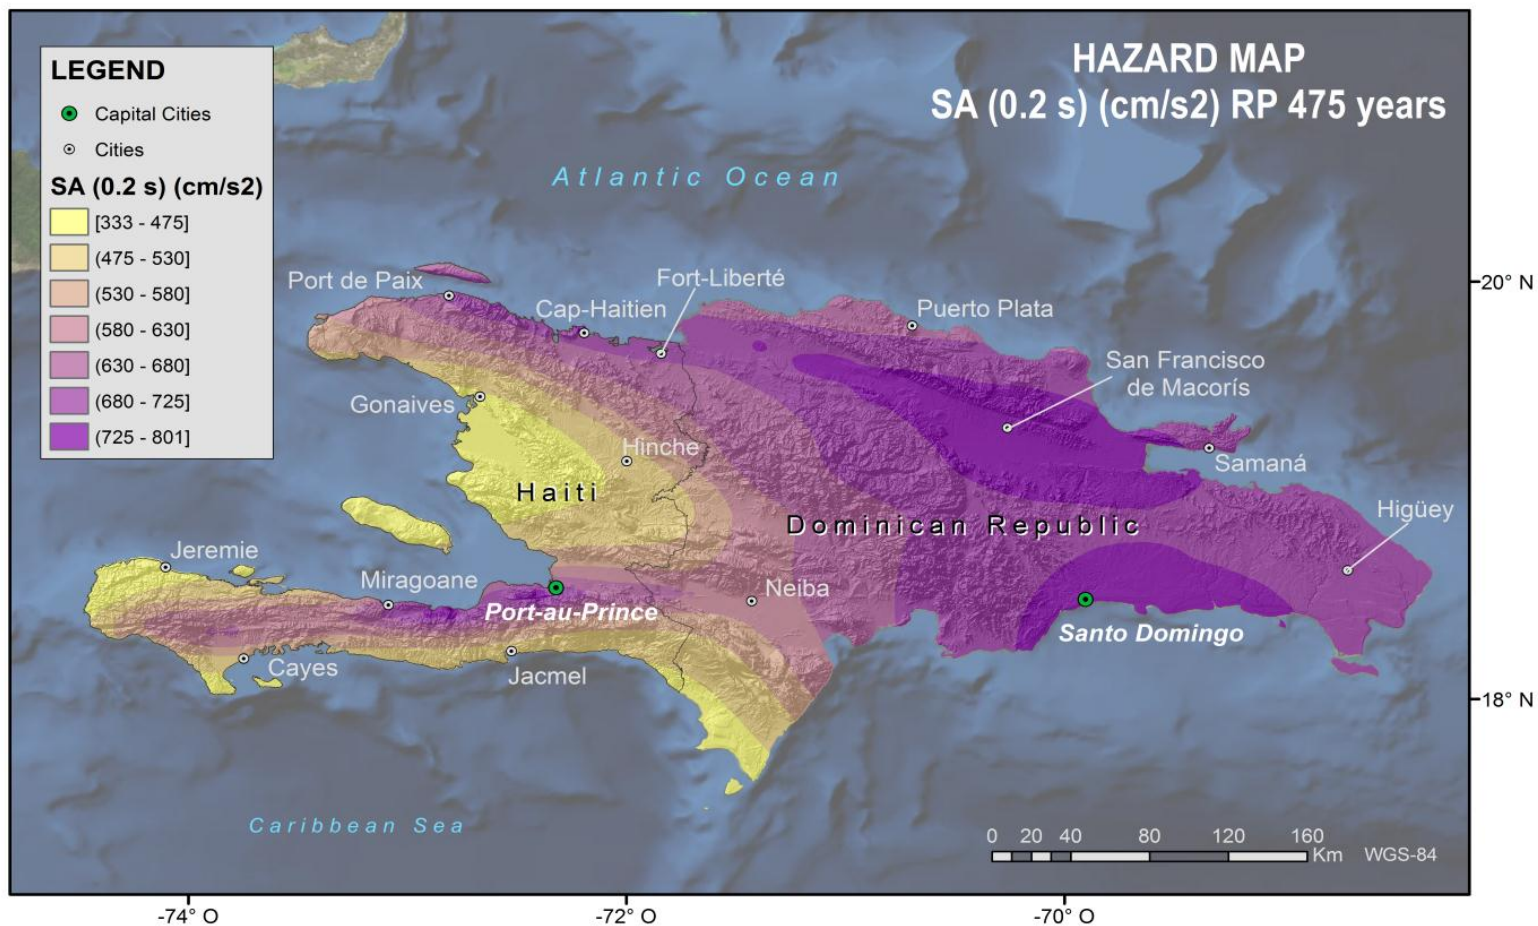 HAZARD MAP
SA (0.2 s) (cm/s2) RP 475 years
LEGEND
Capital Cities
Cities
SA (0.2 s) (cm/s2)
[333 - 475]
(475 - 530]
(530 - 580]
(580 - 630]
(630 - 680]
(680 - 725]
(725 - 801]
Atlantic Ocean
Port de Paix
Fort-Liberté
Cap-Haitien
Puerto Plata
20° N
San Francisco
de Macorís
Gonaives
Hinche
Samaná
Haiti
Dominican Republic
Higüey
Jeremie
Miragoane
Neiba
Port-au-Prince
Santo Domingo
Cayes
Jacmel
18° N
Caribbean Sea
0 20 40 80 120 160
Km WGS-84
-74° O -72° O -70° O